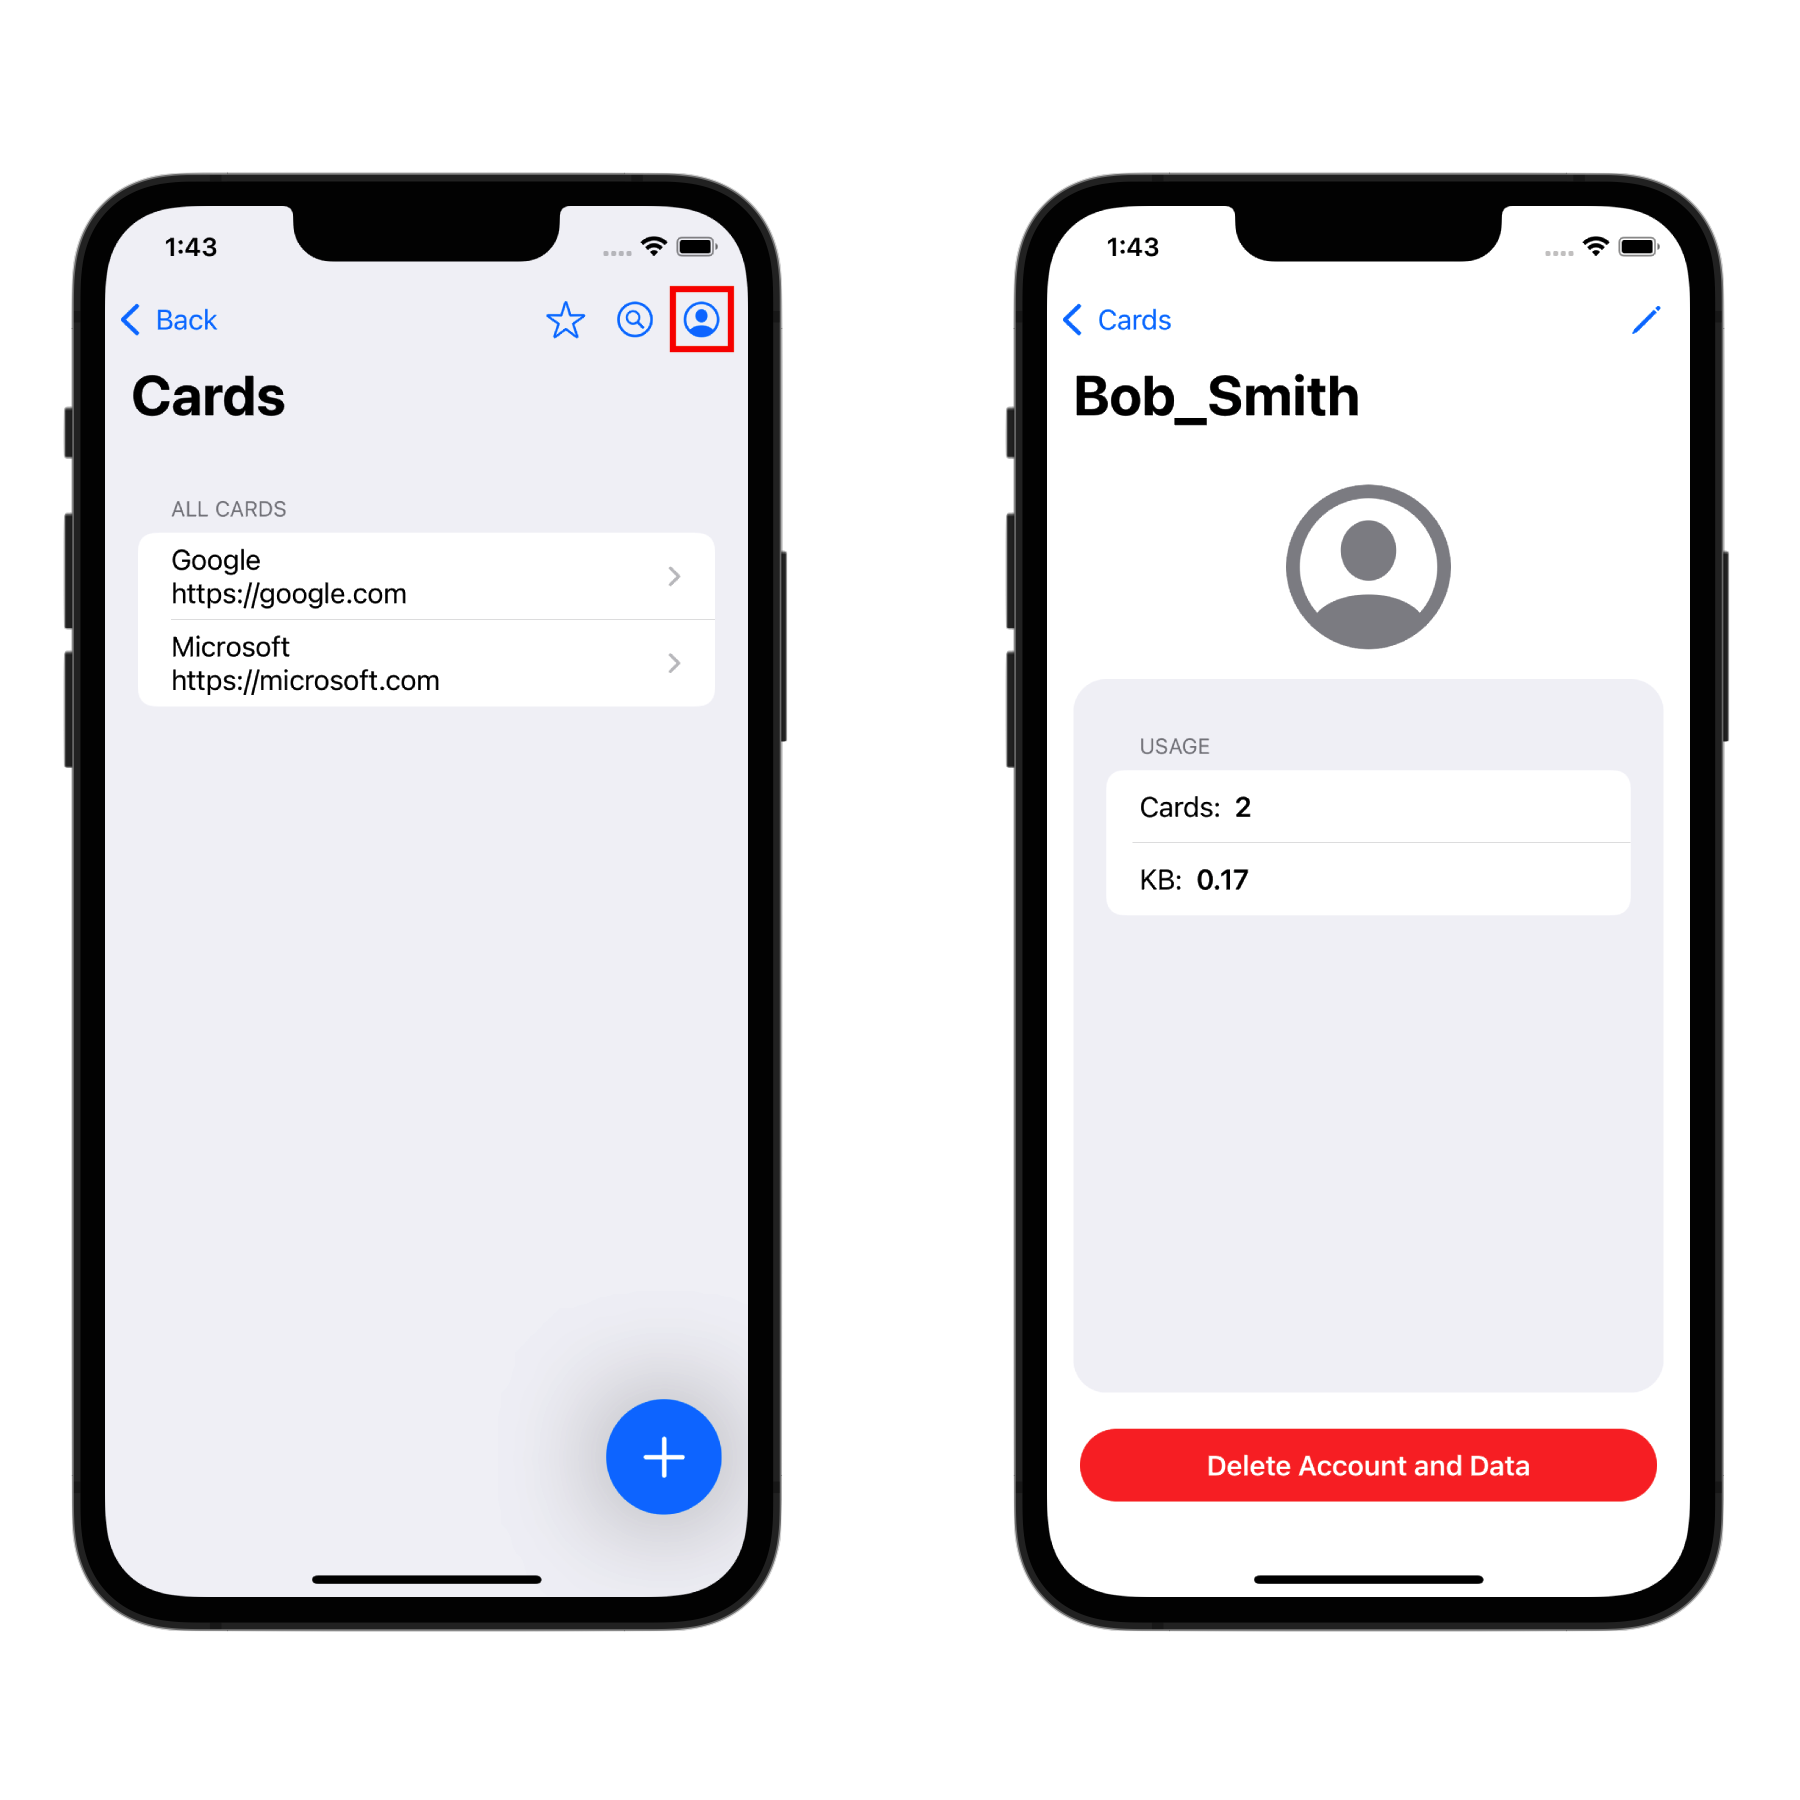 1:43
Back
Cards
ALL CARDS
Google
https://google.com
Microsoft
https://microsoft.com
1:43
Cards
Bob_Smith
USAGE
Cards: 2
KB: 0.17
Delete Account and Data